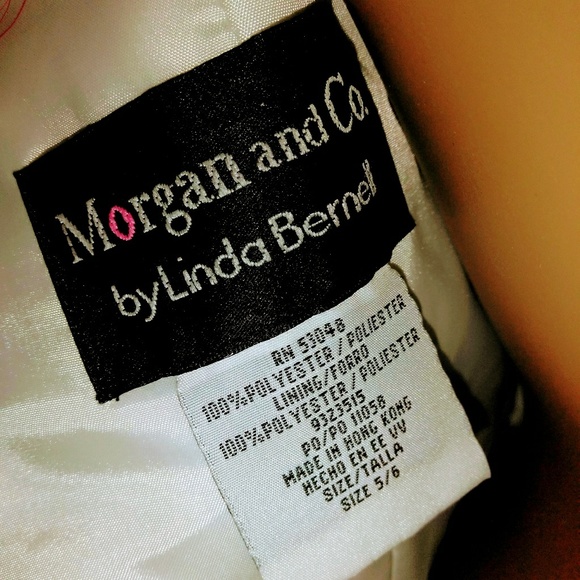 Morgan and Co.
by Linda Bernell
RN 53048
100%POLYESTER / POLIESTER
LINING/FORRO
100%POLYESTER / POLIESTER
9323515
PO/PO 11058
MADE IN HONG KONG
HECHO EN EE UV
SIZE/TALLA
SIZE 5/6